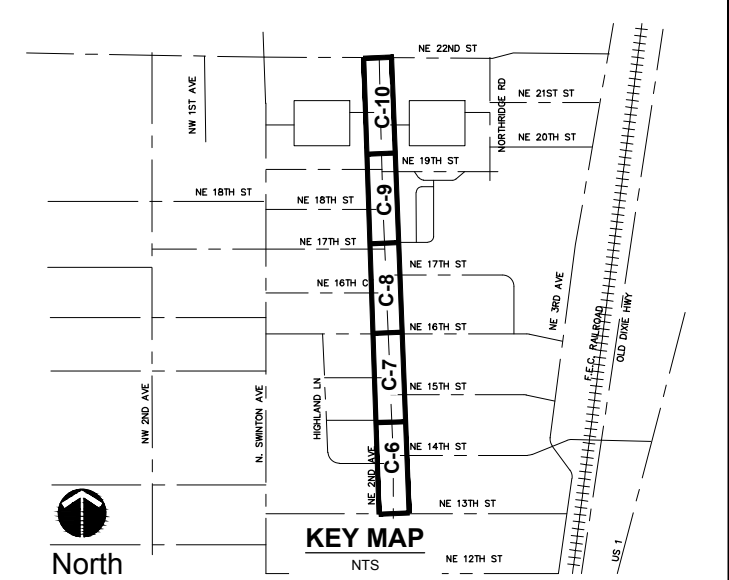 NE 22ND ST
NW 1ST AVE
C-10
NORTHRIDGE RD
NE 21ST ST
NE 20TH ST
NE 19TH ST
NE 18TH ST
NE 18TH ST
C-9
NE 17TH ST
NE 17TH ST
NE 16TH C
C-8
NE 3RD AVE
F.E.C. RAILROAD
OLD DIXIE HWY
NE 16TH ST
C-7
NE 15TH ST
HIGHLAND LN
N. SWINTON AVE
NW 2ND AVE
NE 14TH ST
C-6
NE 2ND AVE
NE 13TH ST
KEY MAP
NTS
NE 12TH ST
US 1
North